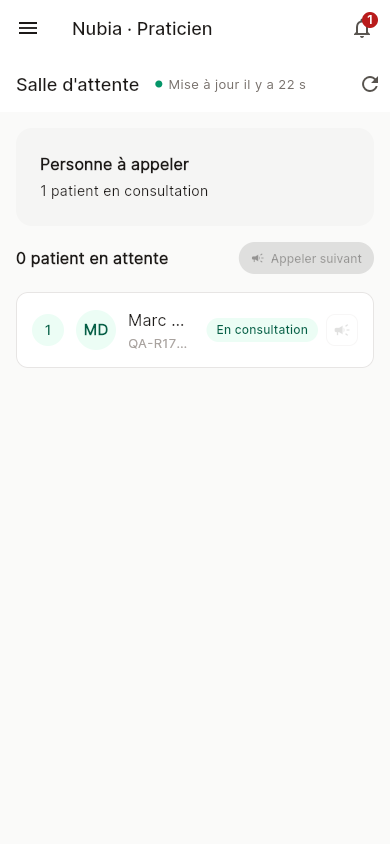 Nubia · Praticien
1
Salle d'attente
Mise à jour il y a 22 s
Personne à appeler
1 patient en consultation
0 patient en attente
Appeler suivant
1
MD
Marc ...
En consultation
QA-R17...